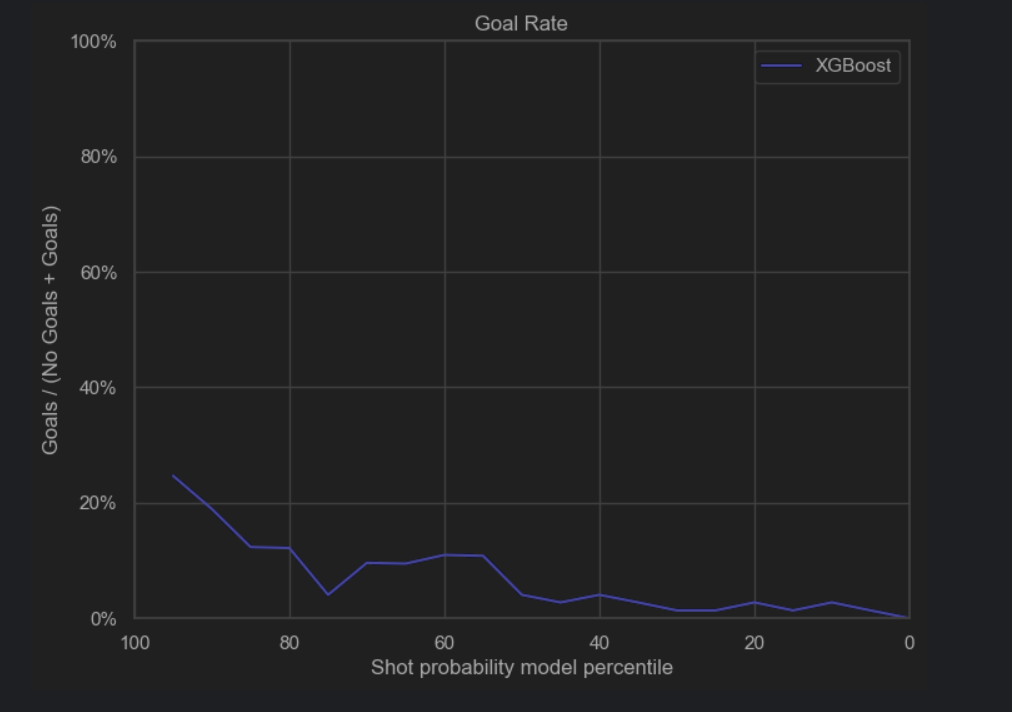 Goal Rate
100%
XGBoost
80%
60%
40%
20%
0%
Goals / (No Goals + Goals)
100 80 60 40 20 0
Shot probability model percentile